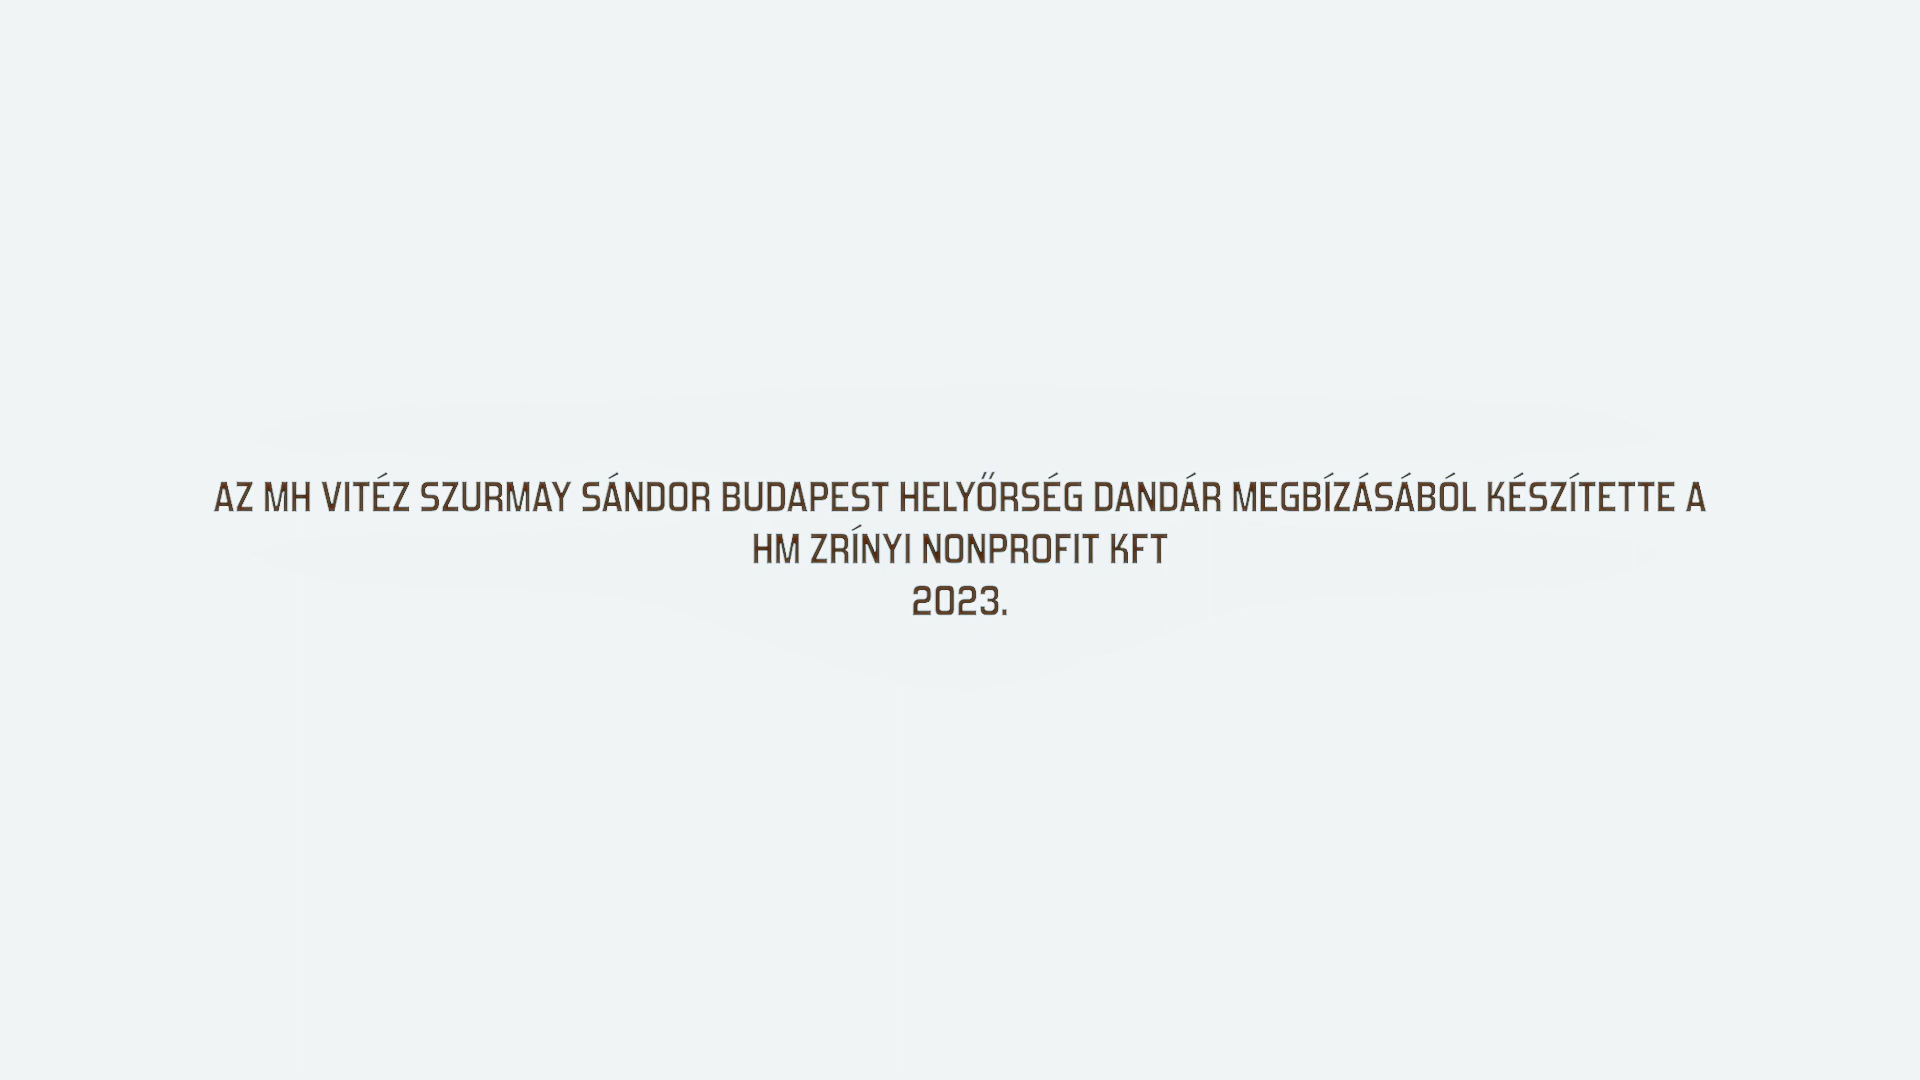 AZ MH VITÉZ SZURMAY SÁNDOR BUDAPEST HELYŐRSÉG DANDÁR MEGBÍZÁSÁBÓL KÉSZÍTETTE A
HM ZRÍNYI NONPROFIT KFT
2023.